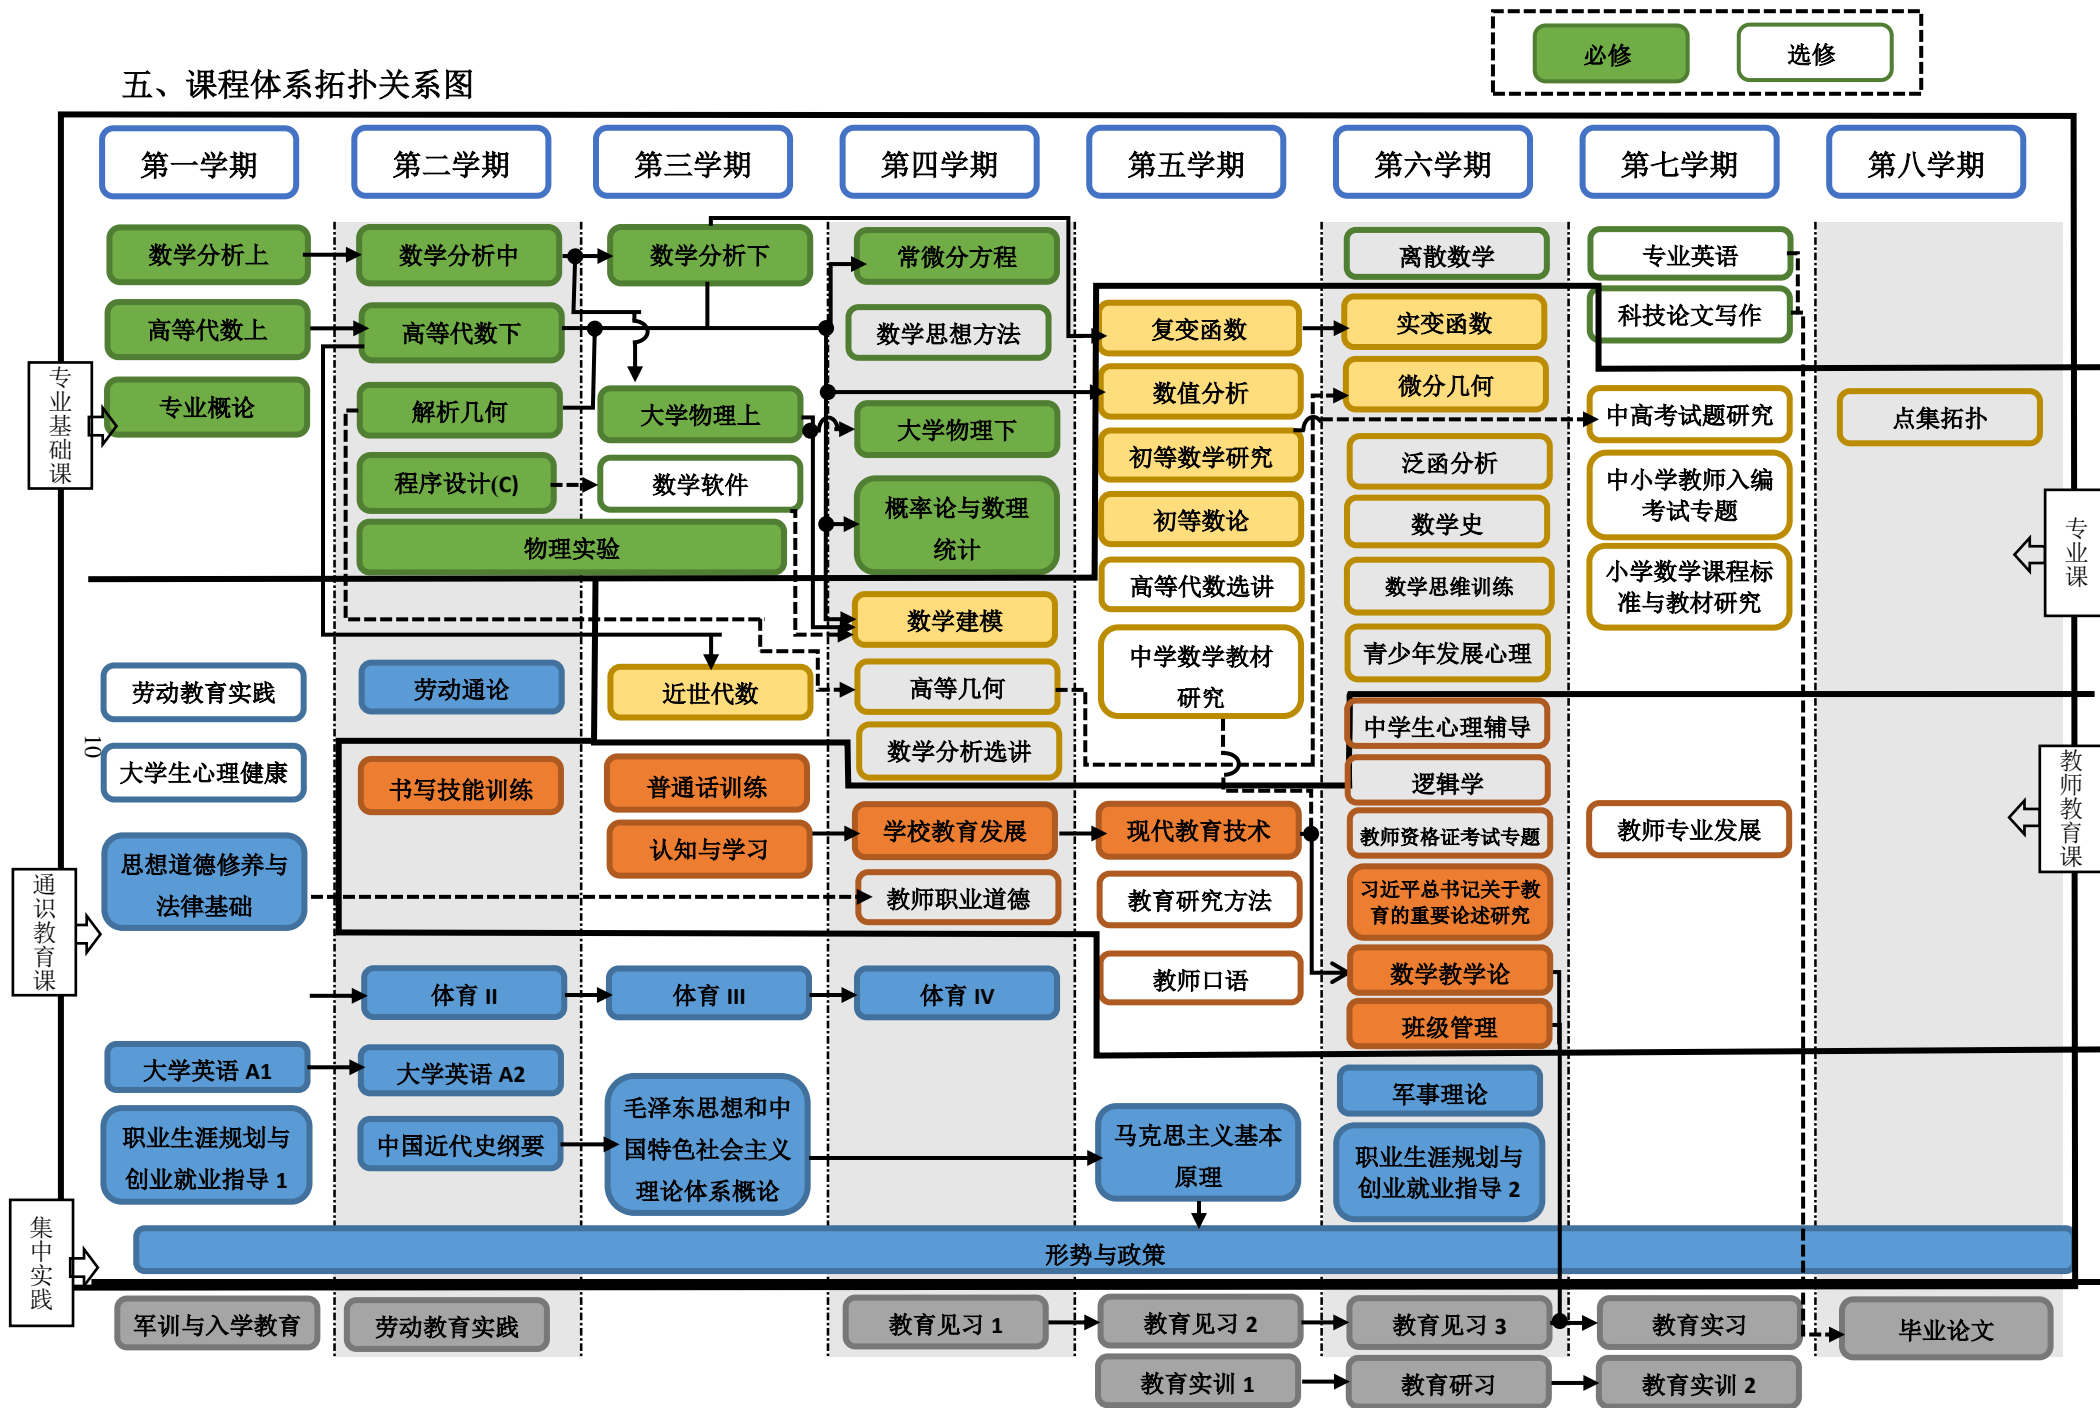 必修
选修
五、课程体系拓扑关系图
第一学期
第二学期
第三学期
第四学期
第五学期
第六学期
第七学期
第八学期
数学分析上
数学分析中
数学分析下
常微分方程
离散数学
专业英语
高等代数上
高等代数下
数学思想方法
复变函数
实变函数
科技论文写作
专业基础课
专业概论
解析几何
大学物理上
大学物理下
数值分析
微分几何
中高考试题研究
点集拓扑
程序设计(C)
数学软件
概率论与数理
统计
初等数学研究
泛函分析
中小学教师入编
考试专题
物理实验
初等数论
数学史
专业课
高等代数选讲
数学思维训练
小学数学课程标
准与教材研究
数学建模
中学数学教材
研究
青少年发展心理
劳动教育实践
劳动通论
近世代数
高等几何
中学生心理辅导
10
大学生心理健康
书写技能训练
普通话训练
数学分析选讲
逻辑学
教师教育课
思想道德修养与
法律基础
认知与学习
学校教育发展
现代教育技术
教师资格证考试专题
教师专业发展
通识教育课
教师职业道德
教育研究方法
习近平总书记关于教
育的重要论述研究
体育 II
体育 III
体育 IV
教师口语
数学教学论
班级管理
大学英语 A1
大学英语 A2
毛泽东思想和中
国特色社会主义
理论体系概论
军事理论
职业生涯规划与
创业就业指导 1
中国近代史纲要
马克思主义基本
原理
职业生涯规划与
创业就业指导 2
形势与政策
集中实践
军训与入学教育
劳动教育实践
教育见习 1
教育见习 2
教育见习 3
教育实习
毕业论文
教育实训 1
教育研习
教育实训 2